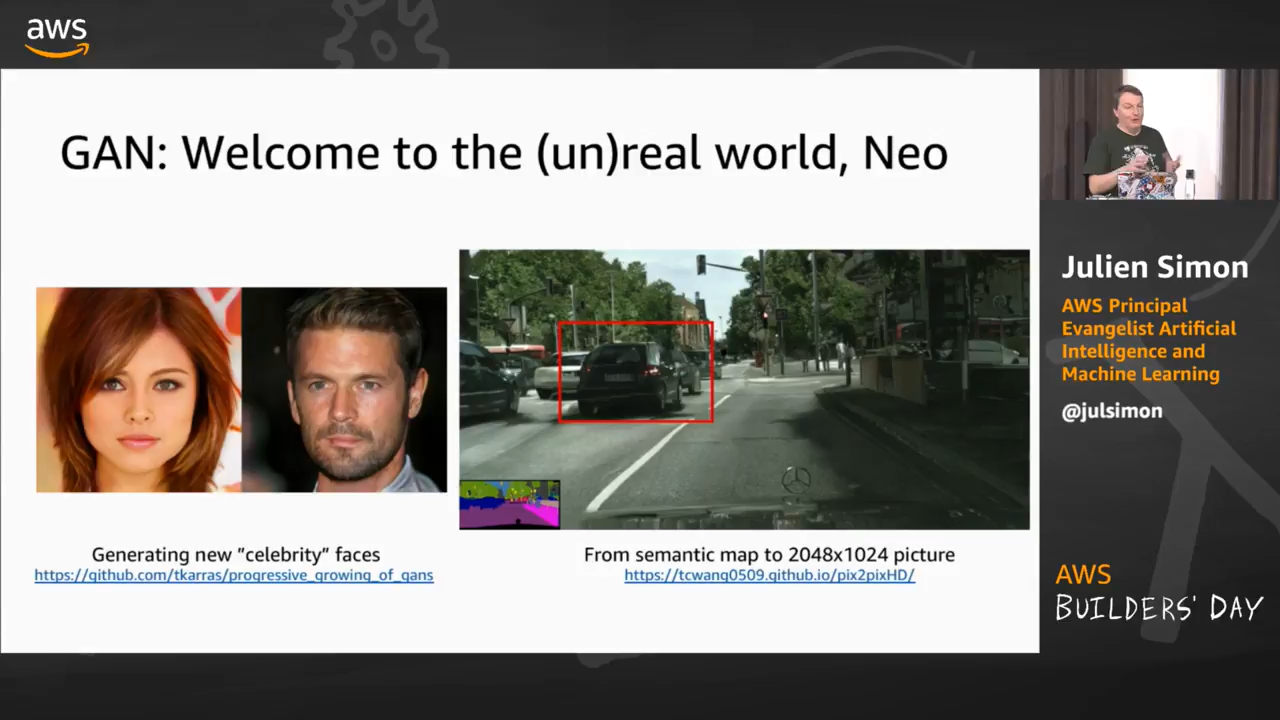 aws
GAN: Welcome to the (un)real world, Neo
Generating new "celebrity" faces
https://github.com/tkarras/progressive_growing_of_gans
From semantic map to 2048x1024 picture
https://tcwang0509.github.io/pix2pixHD/
Julien Simon
AWS Principal
Evangelist Artificial
Intelligence and
Machine Learning
@julsimon
AWS
BUILDERS' DAY